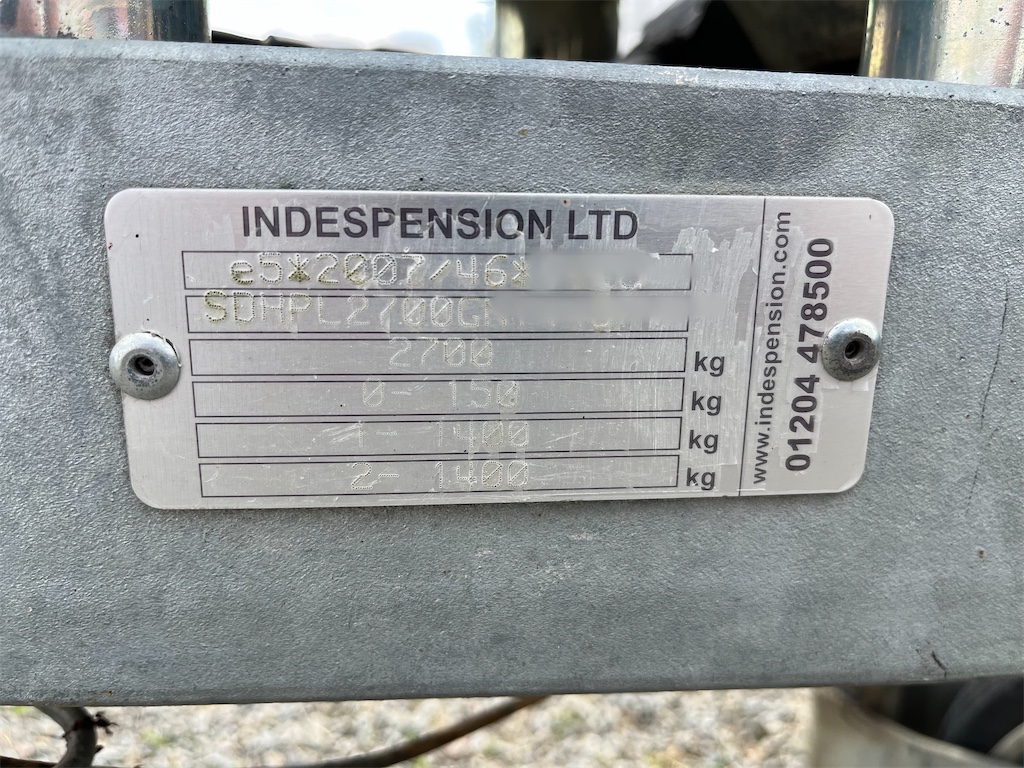 INDESPENSION LTD
e5*2007/46*
SDHPL2700G
2700 kg
0- 150 kg
1- 1400 kg
2- 1400 kg
www.indespension.com
01204 478500